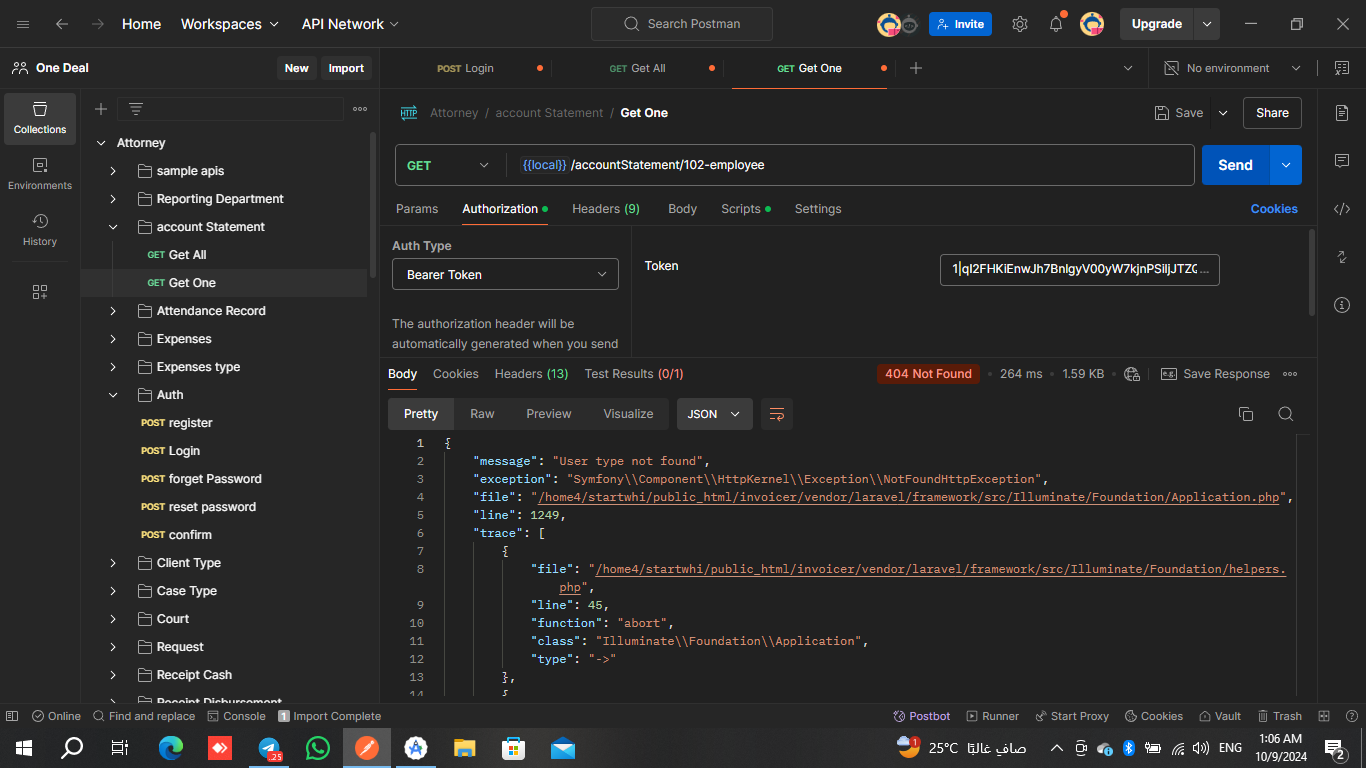 Home
Workspaces
API Network
Search Postman
Invite
Upgrade
One Deal
New
Import
POST Login
GET Get All
GET Get One
No environment
Collections
Environments
History
Attorney
sample apis
Reporting Department
account Statement
GET Get All
GET Get One
Attendance Record
Expenses
Expenses type
Auth
POST register
POST Login
POST forget Password
POST reset password
POST confirm
Client Type
Case Type
Court
Request
Receipt Cash
Receipt Disbursement
HTTP
Attorney / account Statement / Get One
Save
Share
GET
{{local}} /accountStatement/102-employee
Send
Params
Authorization
Headers (9)
Body
Scripts
Settings
Cookies
Auth Type
Bearer Token
The authorization header will be
automatically generated when you send
Token
Body
Cookies
Headers (13)
Test Results (0/1)
404 Not Found
264 ms
1.59 KB
e.g.
Save Response
Pretty
Raw
Preview
Visualize
JSON
1 {
2 "message": "User type not found",
3 "exception": "Symfony\\Component\\HttpKernel\\Exception\\NotFoundHttpException",
4 "file": "/home4/startwhi/public_html/invoicer/vendor/laravel/framework/src/Illuminate/Foundation/Application.php",
5 "line": 1249,
6 "trace": [
7 {
8 "file": "/home4/startwhi/public_html/invoicer/vendor/laravel/framework/src/Illuminate/Foundation/helpers.
php",
9 "line": 45,
10 "function": "abort",
11 "class": "Illuminate\\Foundation\\Application",
12 "type": "->"
13 },
14 {
Online
Find and replace
Console
1 Import Complete
Postbot
Runner
Start Proxy
Cookies
Vault
Trash
.25
1
25°C
صافٍ غالبًا
ENG
1:06 AM
10/9/2024
2